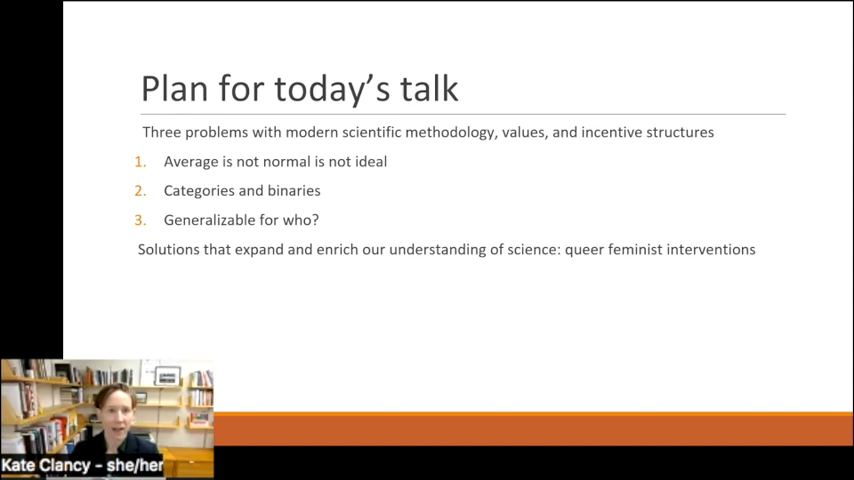 Plan for today's talk
Three problems with modern scientific methodology, values, and incentive structures
1. Average is not normal is not ideal
2. Categories and binaries
3. Generalizable for who?
Solutions that expand and enrich our understanding of science: queer feminist interventions
Kate Clancy - she/her